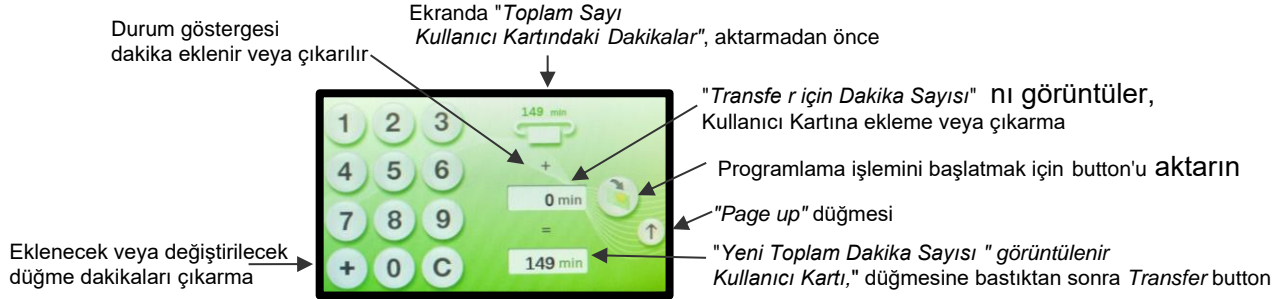 Durum göstergesi
dakika eklenir veya çıkarılır
Ekranda "Toplam Sayı
Kullanıcı Kartındaki Dakikalar", aktarmadan önce
"Transfe r için Dakika Sayısı" nı görüntüler,
Kullanıcı Kartına ekleme veya çıkarma
Programlama işlemini başlatmak için button'u aktarın
"Page up" düğmesi
"Yeni Toplam Dakika Sayısı " görüntülenir
Kullanıcı Kartı," düğmesine bastıktan sonra Transfer button
Eklenecek veya değiştirilecek
düğme dakikaları çıkarma
149 min
1 2 3
+
4 5 6
0 min
7 8 9
=
↑
+ 0 C
149 min